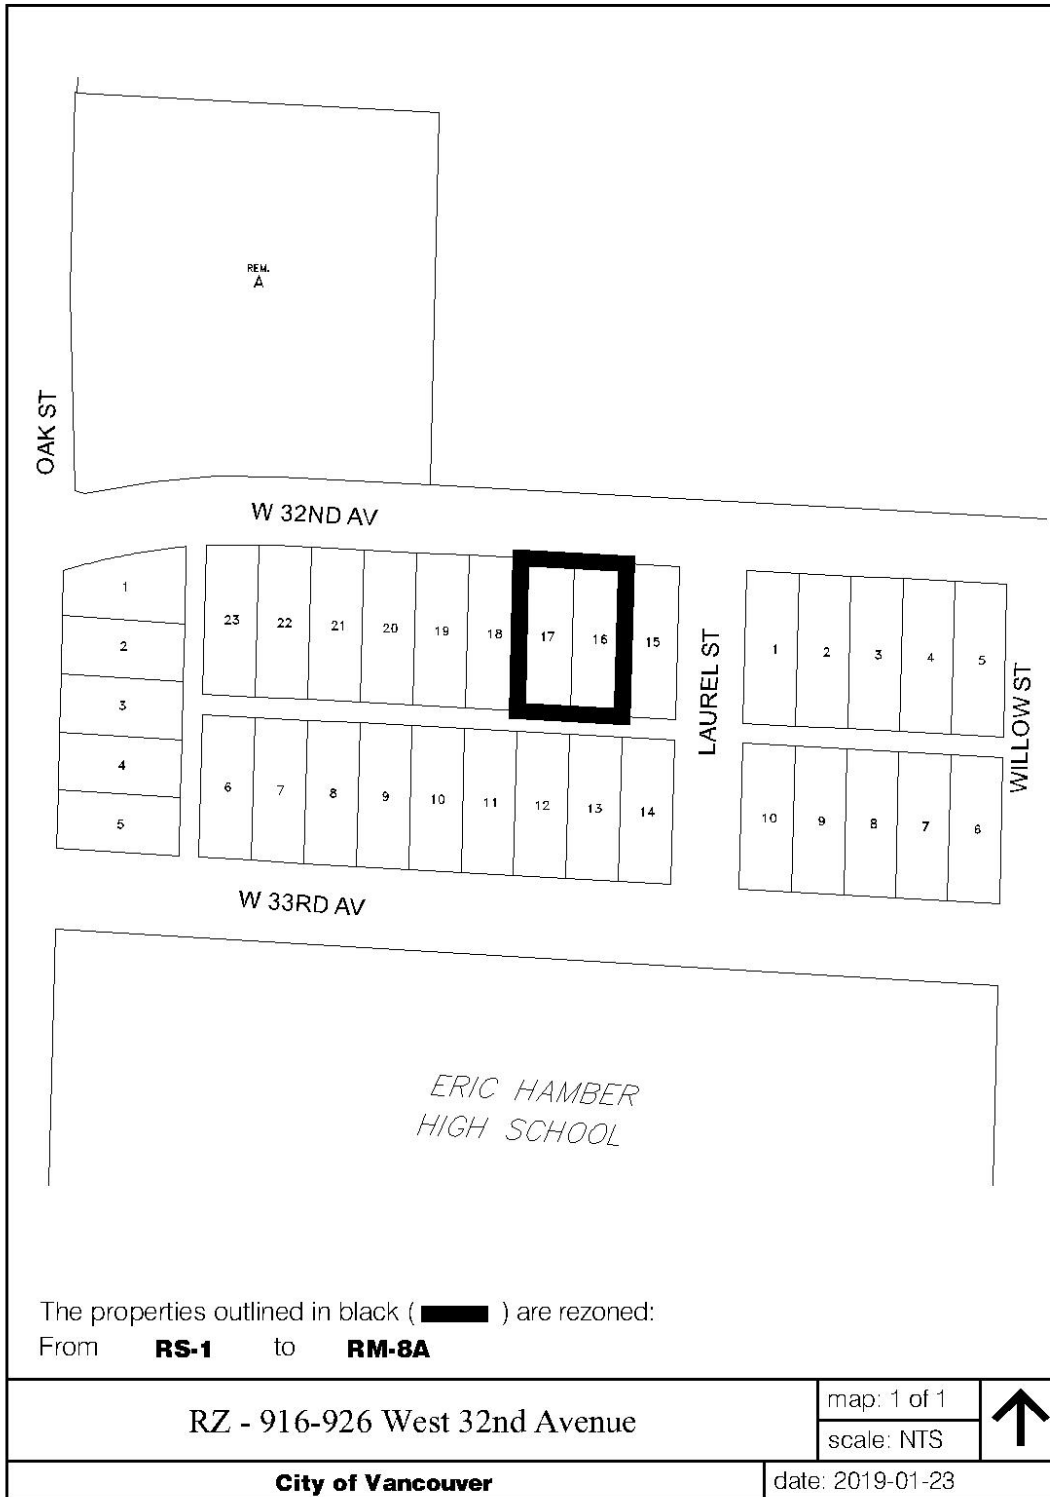 REM.
A
OAK ST
W 32ND AV
1
2
3
4
5
23
22
21
20
19
18
17
16
15
6
7
8
9
10
11
12
13
14
LAUREL ST
1
2
3
4
5
10
9
8
7
6
WILLOW ST
W 33RD AV
ERIC HAMBER
HIGH SCHOOL
The properties outlined in black ( ) are rezoned:
From RS-1 to RM-8A
RZ - 916-926 West 32nd Avenue
map: 1 of 1
scale: NTS
City of Vancouver
date: 2019-01-23